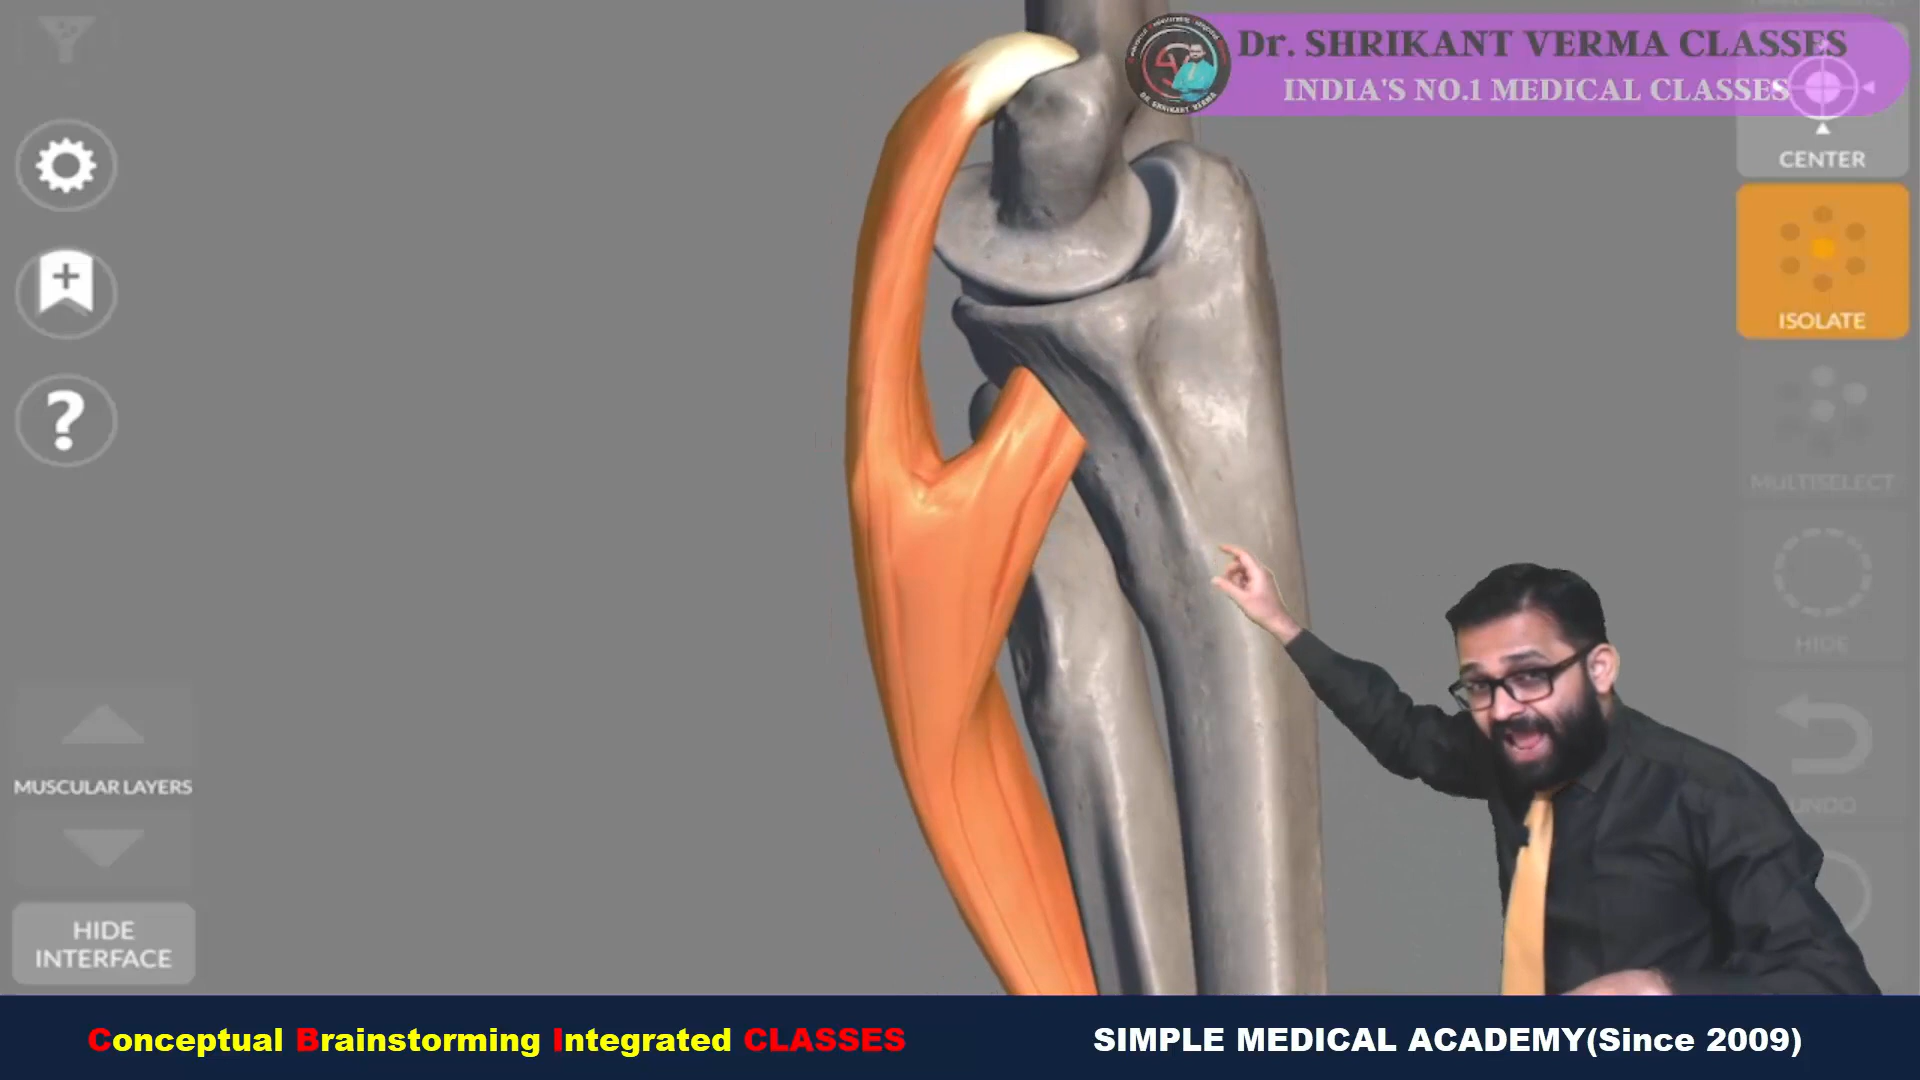 Dr. SHRIKANT VERMA CLASSES
INDIA'S NO.1 MEDICAL CLASSES
CENTER
ISOLATE
MULTISELECT
HIDE
UNDO
MUSCULAR LAYERS
HIDE
INTERFACE
Conceptual Brainstorming Integrated CLASSES
SIMPLE MEDICAL ACADEMY(Since 2009)